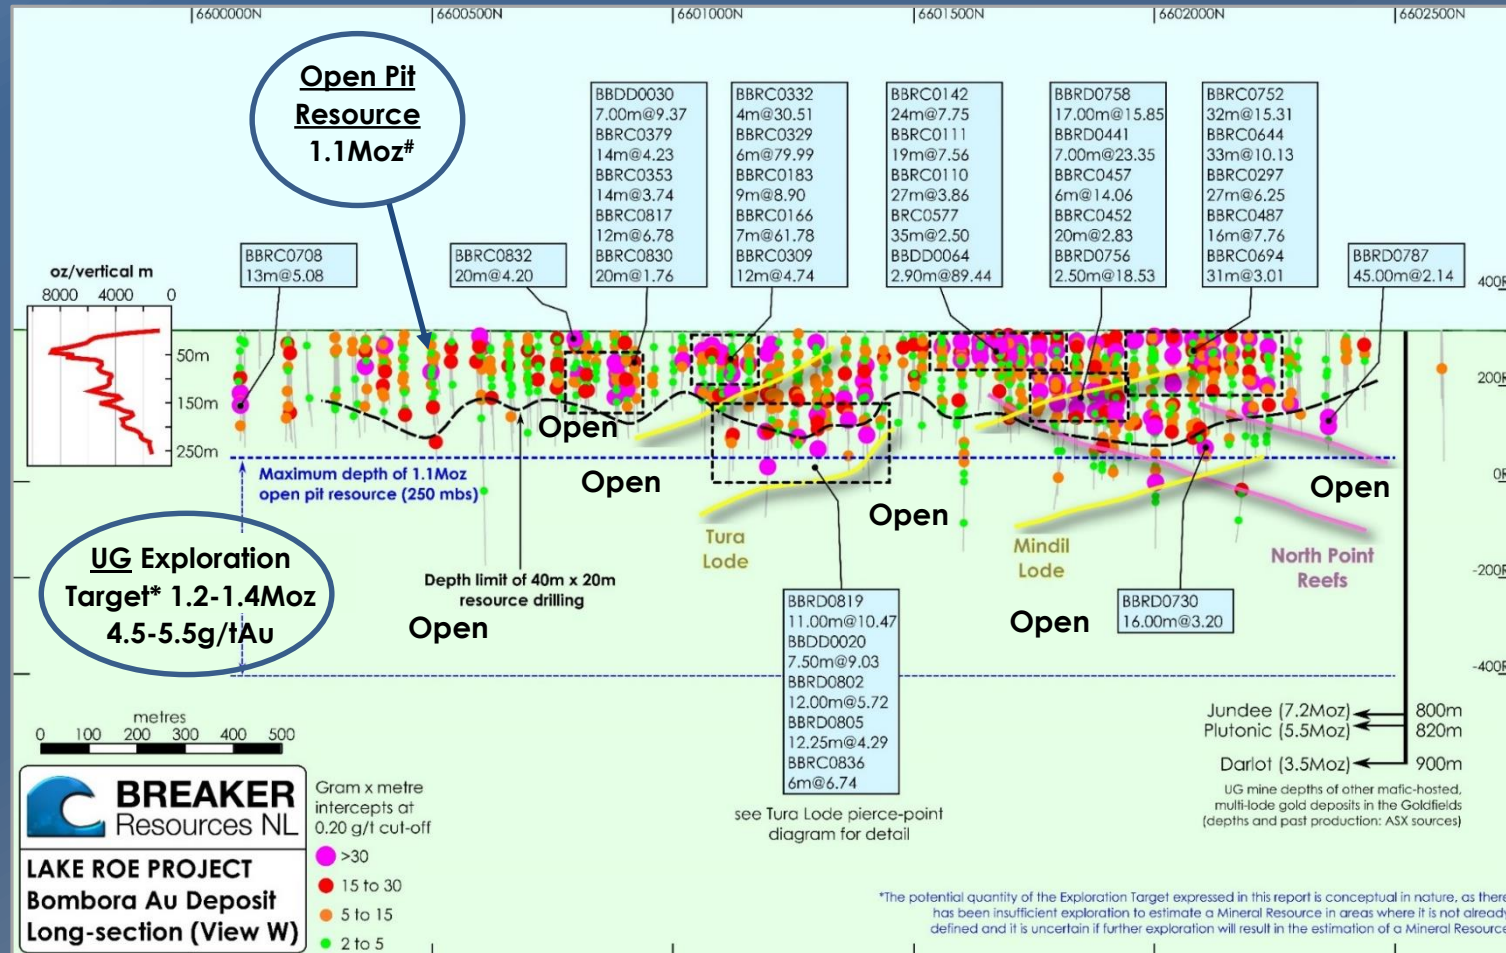 6600000N
6600500N
6601000N
6601500N
6602000N
6602500N
Open Pit
Resource
1.1Moz#
BBDD0030
7.00m@9.37
BBRC0379
14m@4.23
BBRC0353
14m@3.74
BBRC0817
12m@6.78
BBRC0830
20m@1.76
BBRC0332
4m@30.51
BBRC0329
6m@79.99
BBRC0183
9m@8.90
BBRC0166
7m@61.78
BBRC0309
12m@4.74
BBRC0142
24m@7.75
BBRC0111
19m@7.56
BBRC0110
27m@3.86
BRC0577
35m@2.50
BBDD0064
2.90m@89.44
BBRD0758
17.00m@15.85
BBRD0441
7.00m@23.35
BBRC0457
6m@14.06
BBRC0452
20m@2.83
BBRD0756
2.50m@18.53
BBRC0752
32m@15.31
BBRC0644
33m@10.13
BBRC0297
27m@6.25
BBRC0487
16m@7.76
BBRC0694
31m@3.01
BBRC0708
13m@5.08
BBRC0832
20m@4.20
BBRD0787
45.00m@2.14
oz/vertical m
8000 4000 0
50m
150m
250m
400R
200R
0R
-200R
-400R
Open
Open
Open
Open
Open
Open
Maximum depth of 1.1Moz
open pit resource (250 mbs)
UG Exploration
Target* 1.2-1.4Moz
4.5-5.5g/tAu
Depth limit of 40m x 20m
resource drilling
Tura
Lode
Mindil
Lode
North Point
Reefs
BBRD0819
11.00m@10.47
BBDD0020
7.50m@9.03
BBRD0802
12.00m@5.72
BBRD0805
12.25m@4.29
BBRC0836
6m@6.74
BBRD0730
16.00m@3.20
see Tura Lode pierce-point
diagram for detail
Jundee (7.2Moz) 800m
Plutonic (5.5Moz) 820m
Darlot (3.5Moz) 900m
UG mine depths of other mafic-hosted,
multi-lode gold deposits in the Goldfields
(depths and past production: ASX sources)
metres
0 100 200 300 400 500
BREAKER
Resources NL
LAKE ROE PROJECT
Bombora Au Deposit
Long-section (View W)
Gram x metre
intercepts at
0.20 g/t cut-off
>30
15 to 30
5 to 15
2 to 5
*The potential quantity of the Exploration Target expressed in this report is conceptual in nature, as there
has been insufficient exploration to estimate a Mineral Resource in areas where it is not already
defined and it is uncertain if further exploration will result in the estimation of a Mineral Resource